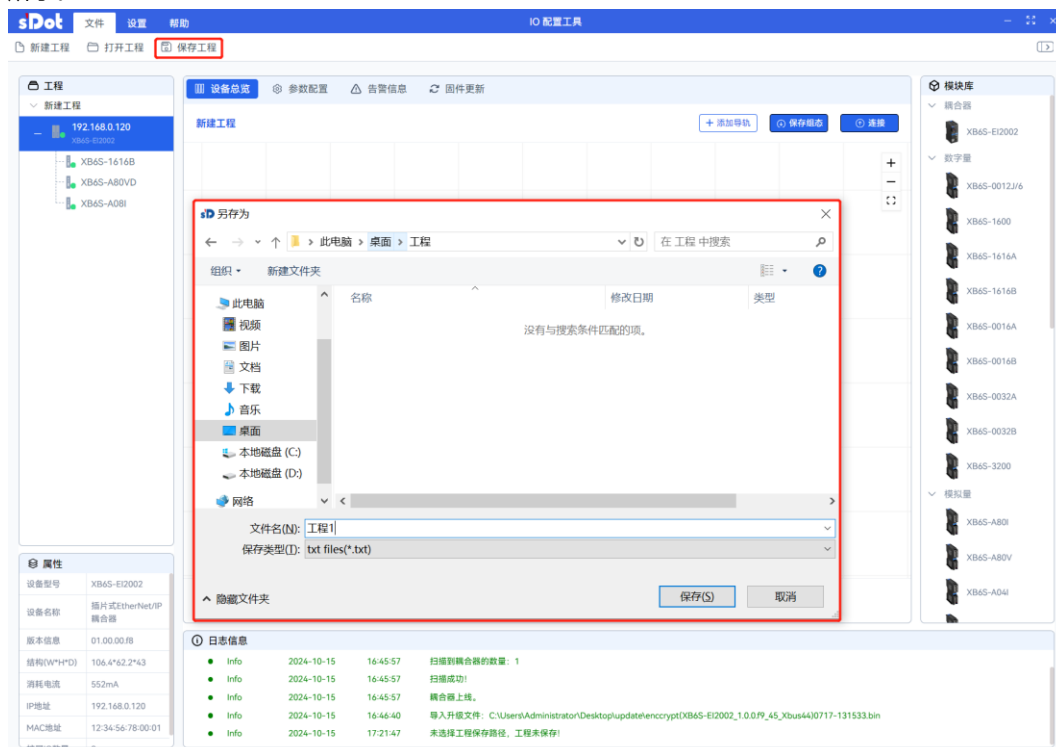 sDot 文件 设置 帮助 IO 配置工具
新建工程 打开工程 保存工程
工程
新建工程
192.168.0.120
XB6S-EI2002
XB6S-1616B
XB6S-A80VD
XB6S-A08I
设备总览 参数配置 告警信息 固件更新
新建工程 添加导轨 保存组态 连接
sD 另存为
此电脑 > 桌面 > 工程 在 工程 中搜索
组织 新建文件夹
名称 修改日期 类型
没有与搜索条件匹配的项。
此电脑
视频
图片
文档
下载
音乐
桌面
本地磁盘 (C:)
本地磁盘 (D:)
网络
文件名(N): 工程1
保存类型(T): txt files(*.txt)
隐藏文件夹 保存(S) 取消
模块库
耦合器
XB6S-EI2002
数字量
XB6S-0012J/6
XB6S-1600
XB6S-1616A
XB6S-1616B
XB6S-0016A
XB6S-0016B
XB6S-0032A
XB6S-0032B
XB6S-3200
模拟量
XB6S-A80I
XB6S-A80V
XB6S-A04I
属性
设备型号 XB6S-EI2002
设备名称 插片式EtherNet/IP
耦合器
版本信息 01.00.00.f8
结构(W*H*D) 106.4*62.2*43
消耗电流 552mA
IP地址 192.168.0.120
MAC地址 12:34:56:78:00:01
日志信息
Info 2024-10-15 16:45:57 扫描到耦合器的数量：1
Info 2024-10-15 16:45:57 扫描成功!
Info 2024-10-15 16:45:57 耦合器上线。
Info 2024-10-15 16:46:40 导入升级文件：C:\Users\Administrator\Desktop\update\enccrypt(XB6S-EI2002_1.0.0.f9_45_Xbus44)0717-131533.bin
Info 2024-10-15 17:21:47 未选择工程保存路径，工程未保存!